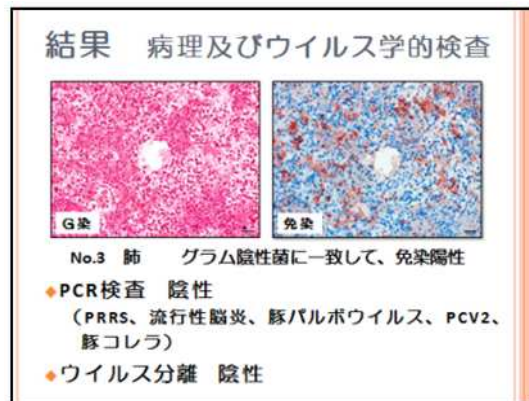 結果 病理及びウイルス学的検査
G染 免染
No.3 肺 グラム陰性菌に一致して、免染陽性
◆PCR検査 陰性
（PRRS、流行性脳炎、豚パルボウイルス、PCV2、
豚コレラ）
◆ウイルス分離 陰性